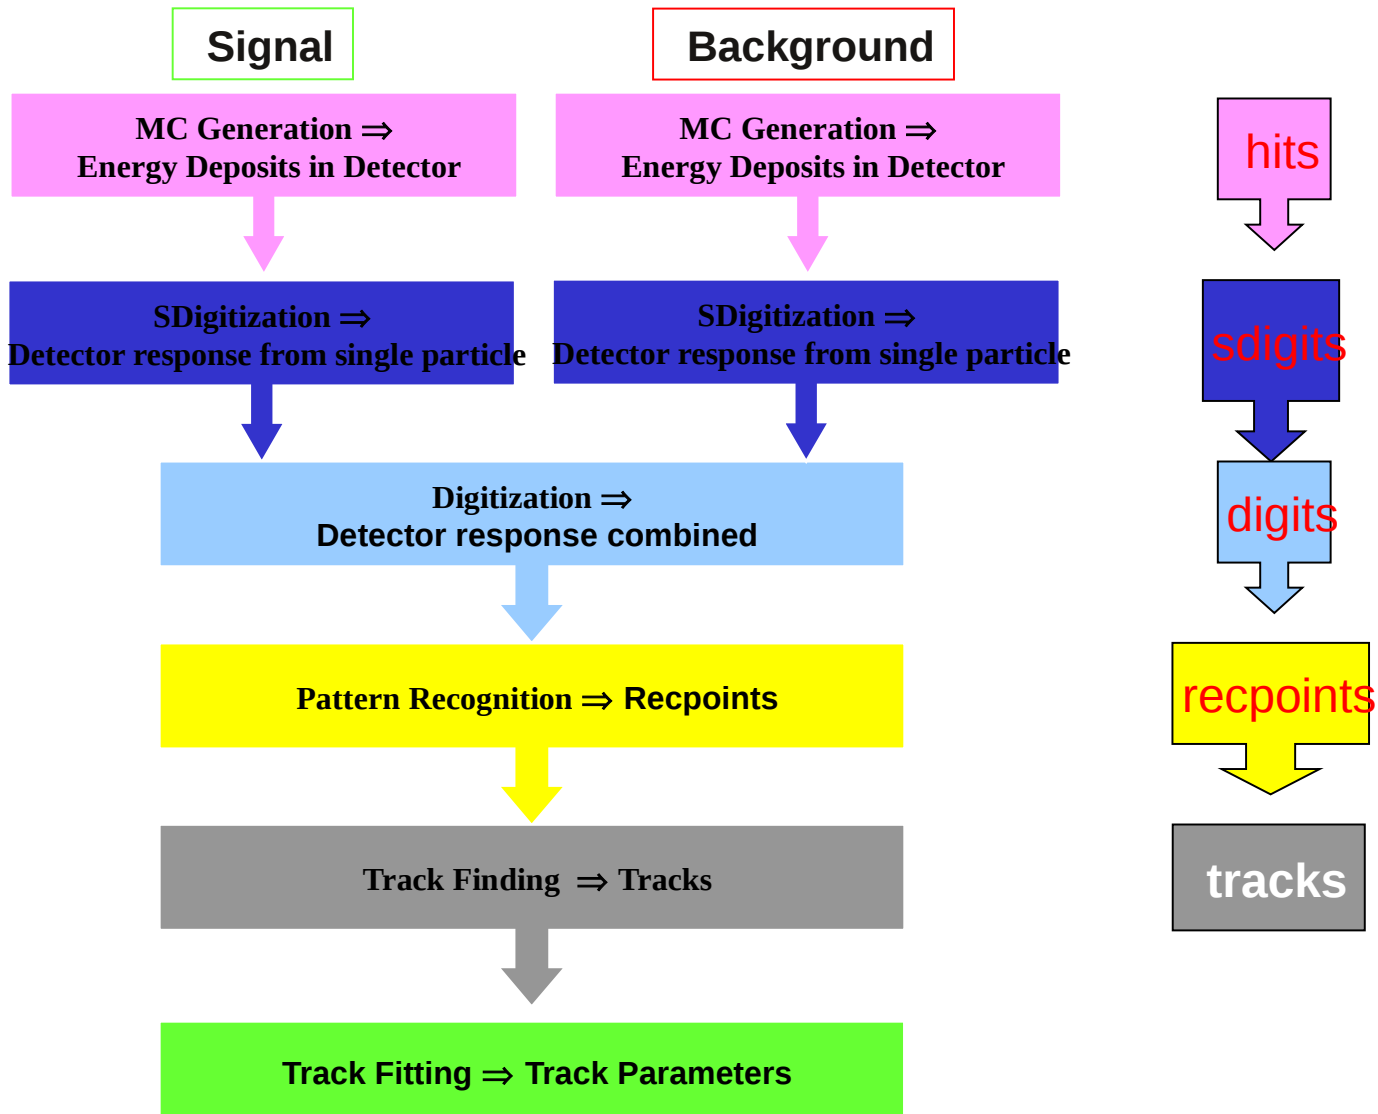 Signal
Background
MC Generation ⇒
Energy Deposits in Detector
MC Generation ⇒
Energy Deposits in Detector
hits
SDigitization ⇒
Detector response from single particle
SDigitization ⇒
Detector response from single particle
sdigits
Digitization ⇒
Detector response combined
digits
Pattern Recognition ⇒ Recpoints
recpoints
Track Finding ⇒ Tracks
tracks
Track Fitting ⇒ Track Parameters